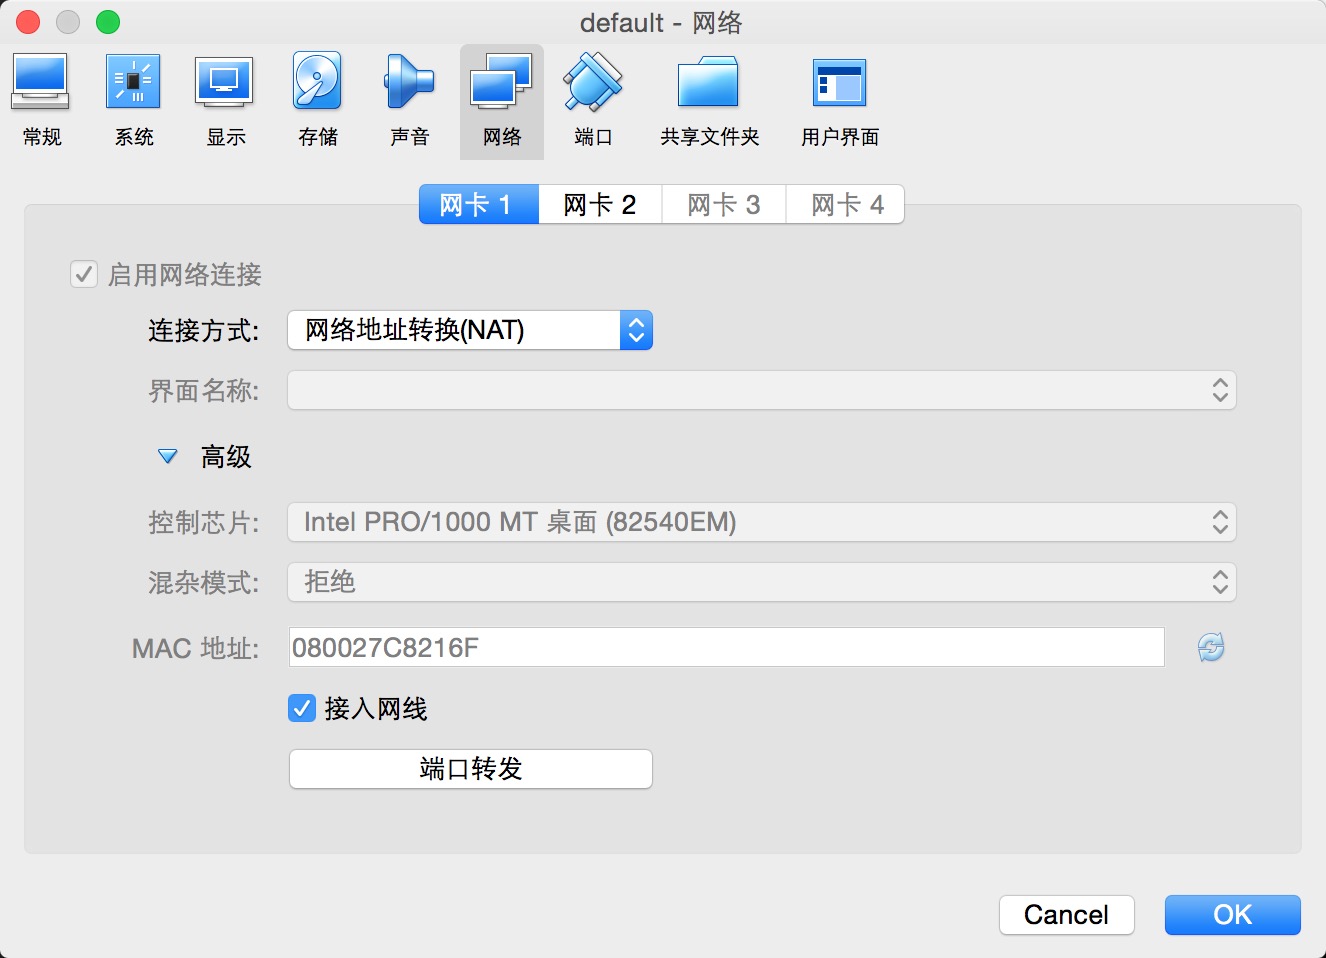 default - 网络
常规 系统 显示 存储 声音 网络 端口 共享文件夹 用户界面
网卡 1 网卡 2 网卡 3 网卡 4
启用网络连接
连接方式: 网络地址转换(NAT)
界面名称:
高级
控制芯片: Intel PRO/1000 MT 桌面 (82540EM)
混杂模式: 拒绝
MAC 地址: 080027C8216F
接入网线
端口转发
Cancel OK